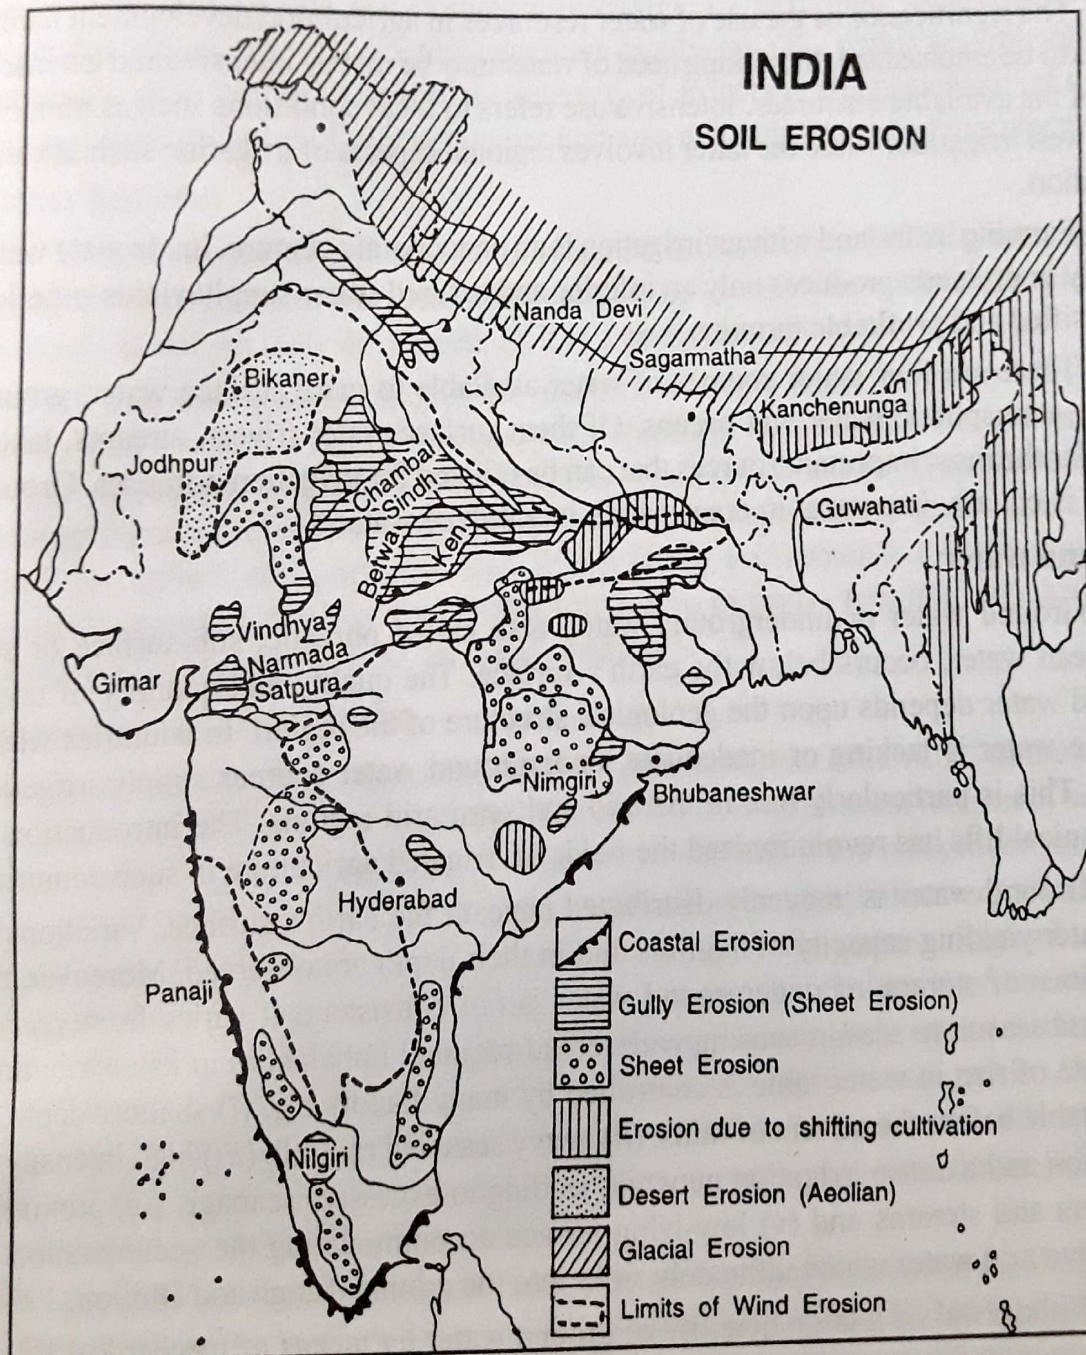 INDIA
SOIL EROSION
Nanda Devi
Sagarmatha
Bikaner
Kanchenunga
Jodhpur
Chambal
Sindh
Betwa
Ken
Guwahati
Vindhya
Narmada
Girnar
Satpura
Nimgiri
Bhubaneshwar
Hyderabad
Coastal Erosion
Panaji
Gully Erosion (Sheet Erosion)
Sheet Erosion
Erosion due to shifting cultivation
Nilgiri
Desert Erosion (Aeolian)
Glacial Erosion
Limits of Wind Erosion